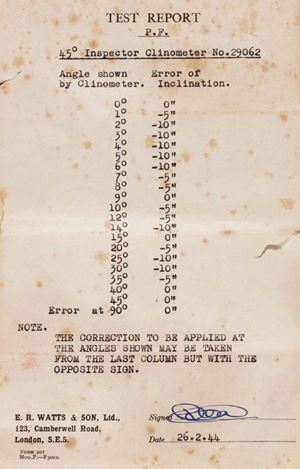 TEST REPORT
P.F.
45° Inspector Clinometer No.29062
Angle shown Error of
by Clinometer. Inclination.
0° 0"
1° -5"
2° -10"
3° -10"
4° -10"
5° -10"
6° -10"
7° -5"
8° -5"
9° 0"
10° -5"
12° -5"
14° -10"
15° 0"
20° -5"
25° -10"
30° -10"
35° -5"
40° 0"
45° 0"
Error at 90° 0"
NOTE.
THE CORRECTION TO BE APPLIED AT
THE ANGLES SHOWN MAY BE TAKEN
FROM THE LAST COLUMN BUT WITH THE
OPPOSITE SIGN.
E. R. WATTS & SON, Ltd.,
123, Camberwell Road,
London, S.E.5.
Signed
Date 26.2.44
FORM 207